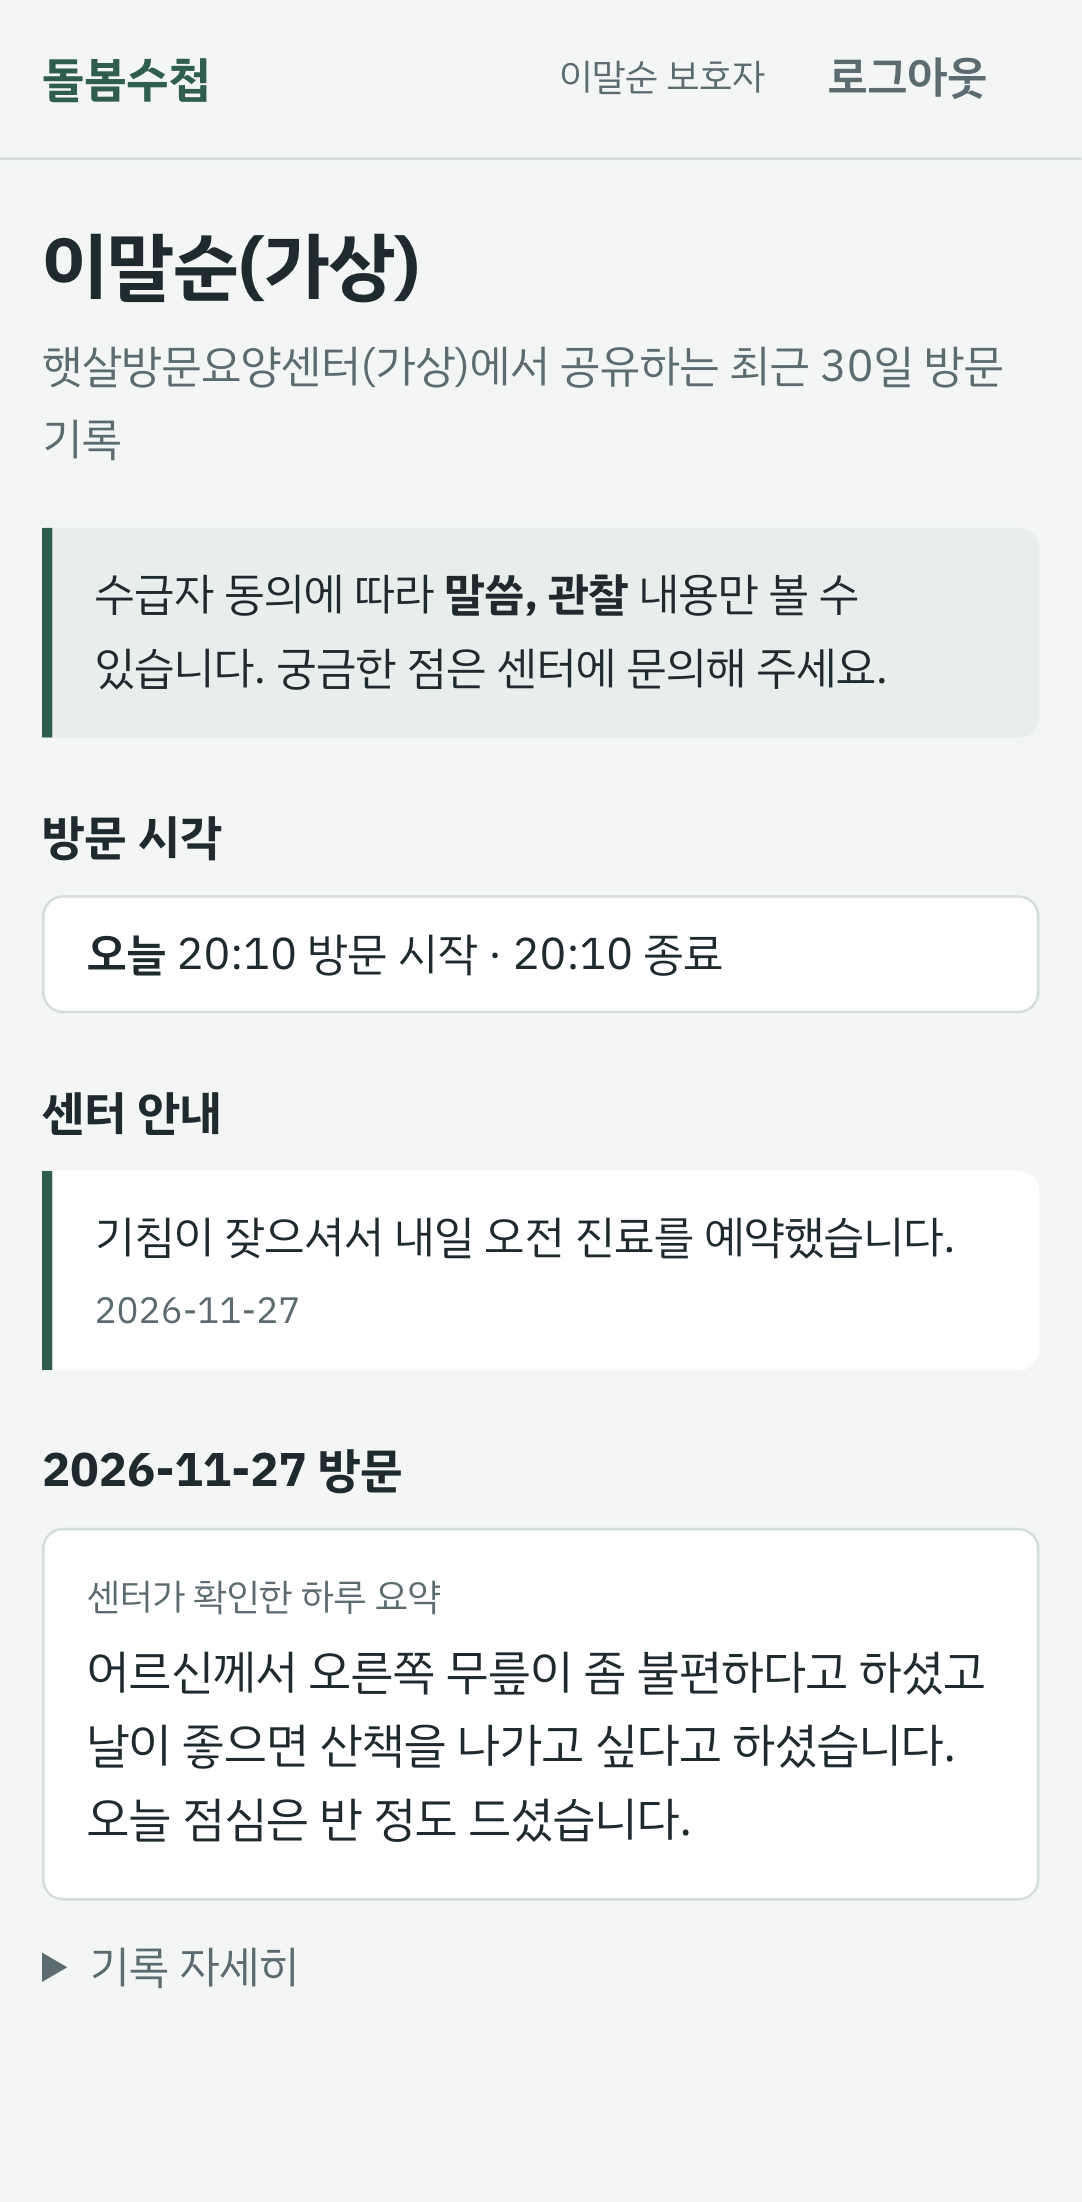 돌봄수첩
이말순 보호자
로그아웃
이말순(가상)
햇살방문요양센터(가상)에서 공유하는 최근 30일 방문
기록
수급자 동의에 따라 말씀, 관찰 내용만 볼 수
있습니다. 궁금한 점은 센터에 문의해 주세요.
방문 시각
오늘 20:10 방문 시작 · 20:10 종료
센터 안내
기침이 잦으셔서 내일 오전 진료를 예약했습니다.
2026-11-27
2026-11-27 방문
센터가 확인한 하루 요약
어르신께서 오른쪽 무릎이 좀 불편하다고 하셨고
날이 좋으면 산책을 나가고 싶다고 하셨습니다.
오늘 점심은 반 정도 드셨습니다.
▶ 기록 자세히